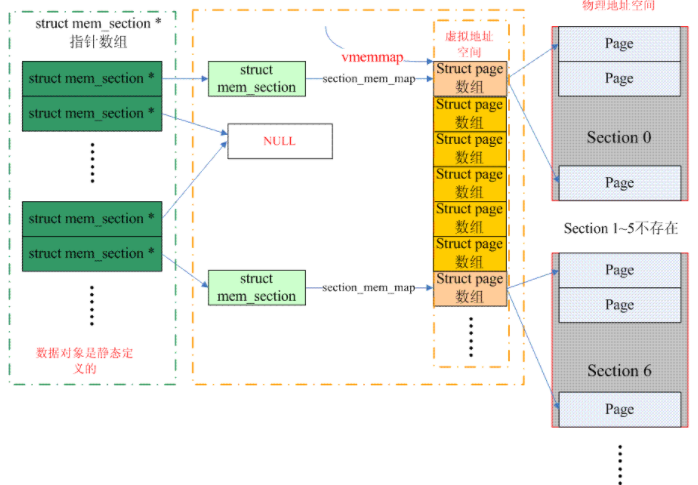 struct mem_section *
指针数组
struct mem_section *
struct mem_section *
struct mem_section *
struct mem_section *
数据对象是静态定
义的
struct
mem_section
NULL
struct
mem_section
vmemmap
section_mem_map
section_mem_map
虚拟地址
空间
Struct page
数组
Struct page
数组
Struct page
数组
Struct page
数组
Struct page
数组
Struct page
数组
Struct page
数组
物理地址空间
Page
Page
Section 0
Page
Section 1~5不存在
Page
Page
Section 6
Page